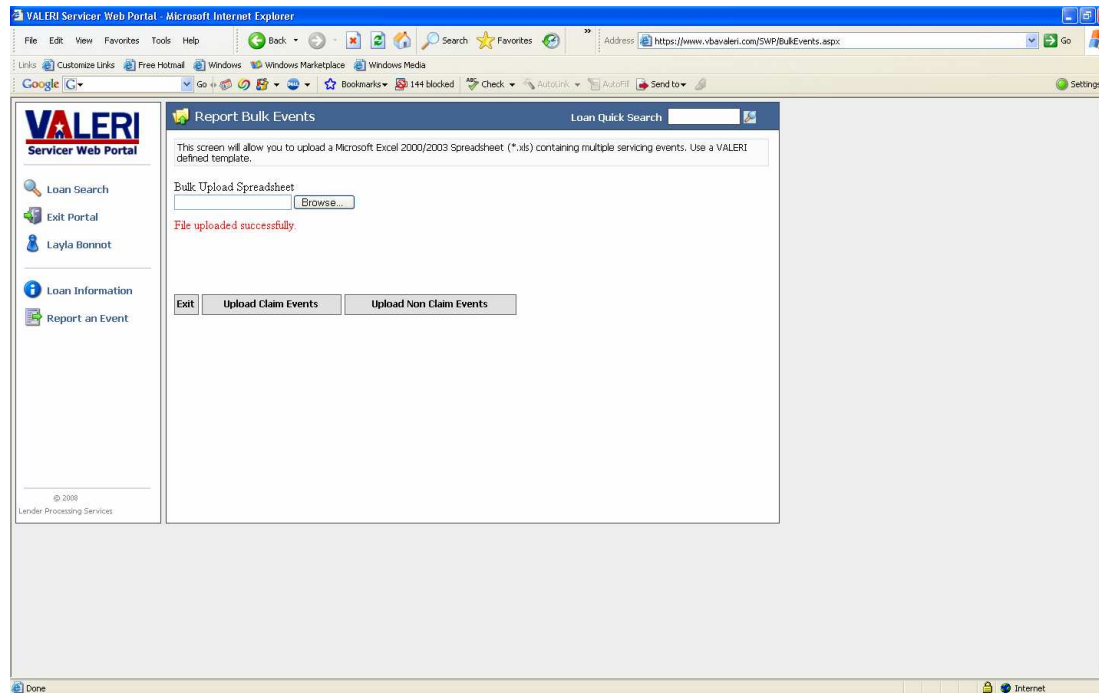 VALERI Servicer Web Portal - Microsoft Internet Explorer
File Edit View Favorites Tools Help Back Search Favorites » Address https://www.vbavaleri.com/SWP/BulkEvents.aspx Go
Links Customize Links Free Hotmail Windows Windows Marketplace Windows Media
Google G Go Bookmarks 144 blocked Check AutoLink AutoFill Send to Settings
VALERI
Servicer Web Portal
Loan Search
Exit Portal
Layla Bonnot
Loan Information
Report an Event
© 2008
Lender Processing Services
Report Bulk Events Loan Quick Search
This screen will allow you to upload a Microsoft Excel 2000/2003 Spreadsheet (*.xls) containing multiple servicing events. Use a VALERI
defined template.
Bulk Upload Spreadsheet
Browse...
File uploaded successfully.
Exit Upload Claim Events Upload Non Claim Events
Done Internet